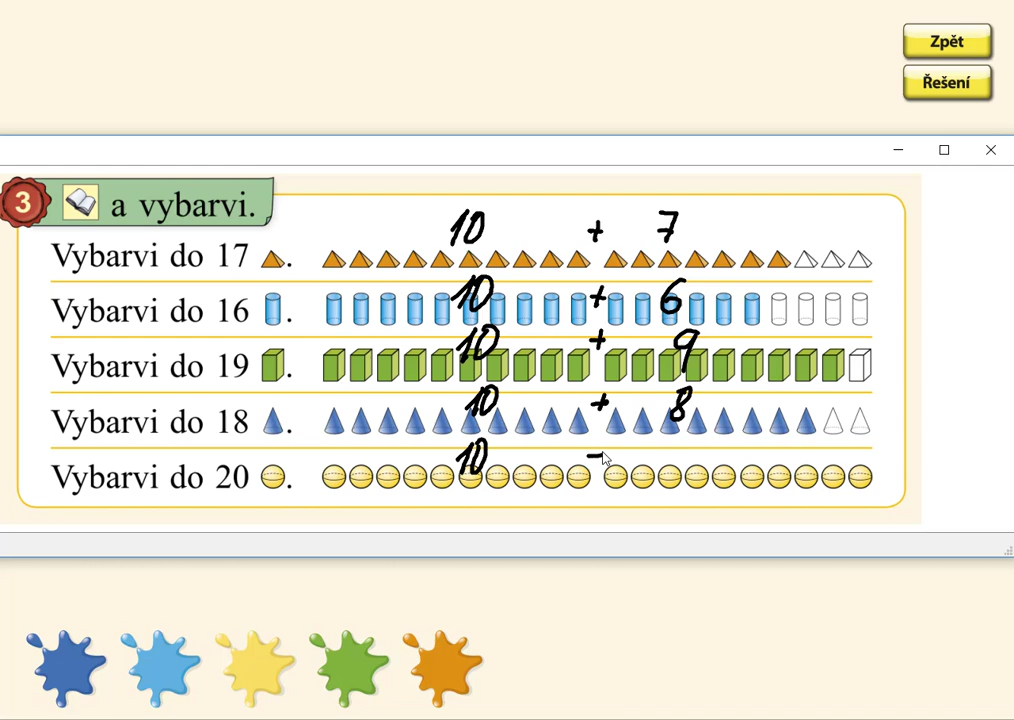 Zpět
Řešení
3 a vybarvi.
10 + 7
Vybarvi do 17 .
10 + 6
Vybarvi do 16 .
10 + 9
Vybarvi do 19 .
10 + 8
Vybarvi do 18 .
10 -
Vybarvi do 20 .